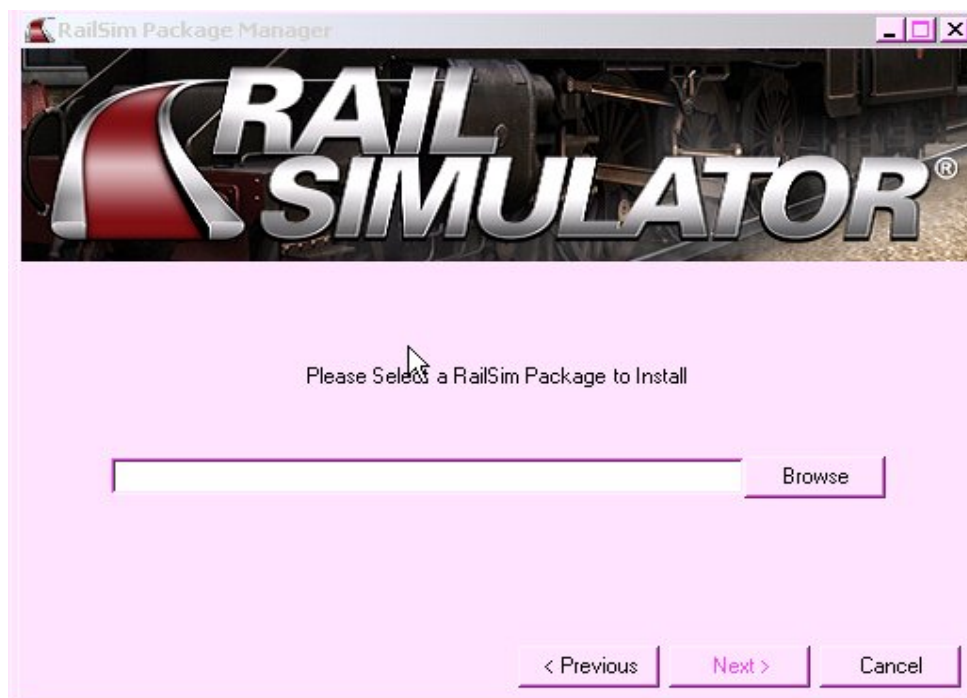 RailSim Package Manager
RAIL
SIMULATOR®
Please Select a RailSim Package to Install
Browse
< Previous
Next >
Cancel